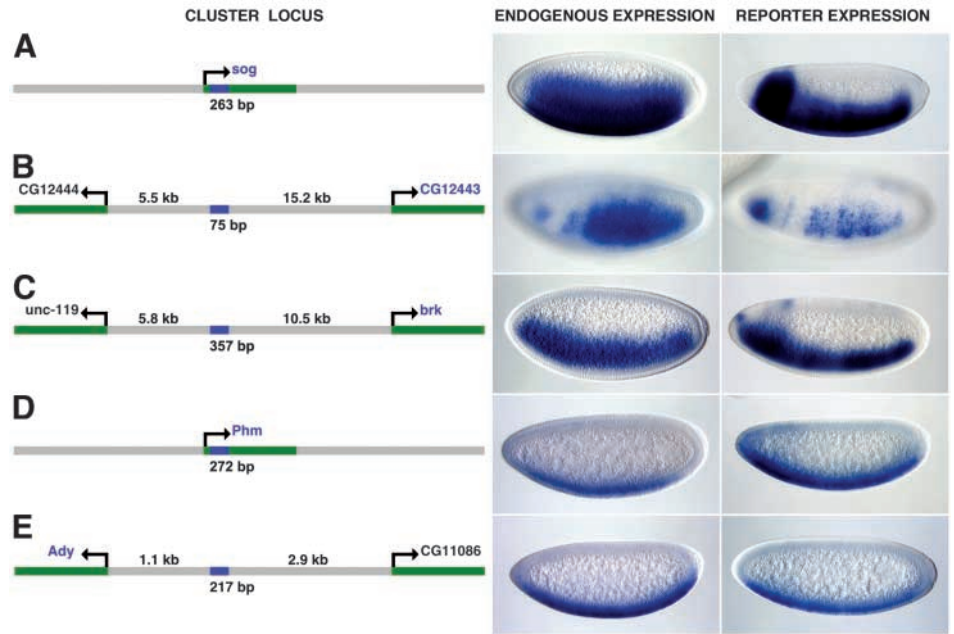 CLUSTER LOCUS
ENDOGENOUS EXPRESSION
REPORTER EXPRESSION
A
sog
263 bp
B
CG12444
5.5 kb
15.2 kb
CG12443
75 bp
C
unc-119
5.8 kb
10.5 kb
brk
357 bp
D
Phm
272 bp
E
Ady
1.1 kb
2.9 kb
CG11086
217 bp